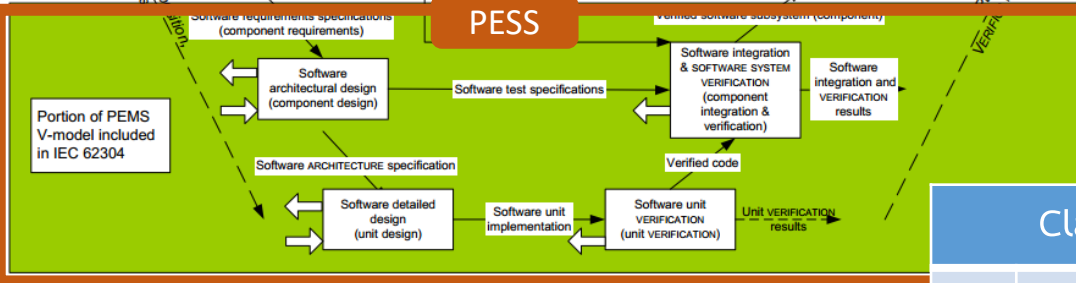 PESS
Software requirements specifications
(component requirements)
Verified software subsystem (component)
Software
architectural design
(component design)
Software test specifications
Software integration
& SOFTWARE SYSTEM
VERIFICATION
(component
integration &
verification)
Software
integration and
VERIFICATION
results
Portion of PEMS
V-model included
in IEC 62304
Software ARCHITECTURE specification
Verified code
Software detailed
design
(unit design)
Software unit
implementation
Software unit
VERIFICATION
(unit VERIFICATION)
Unit VERIFICATION
results